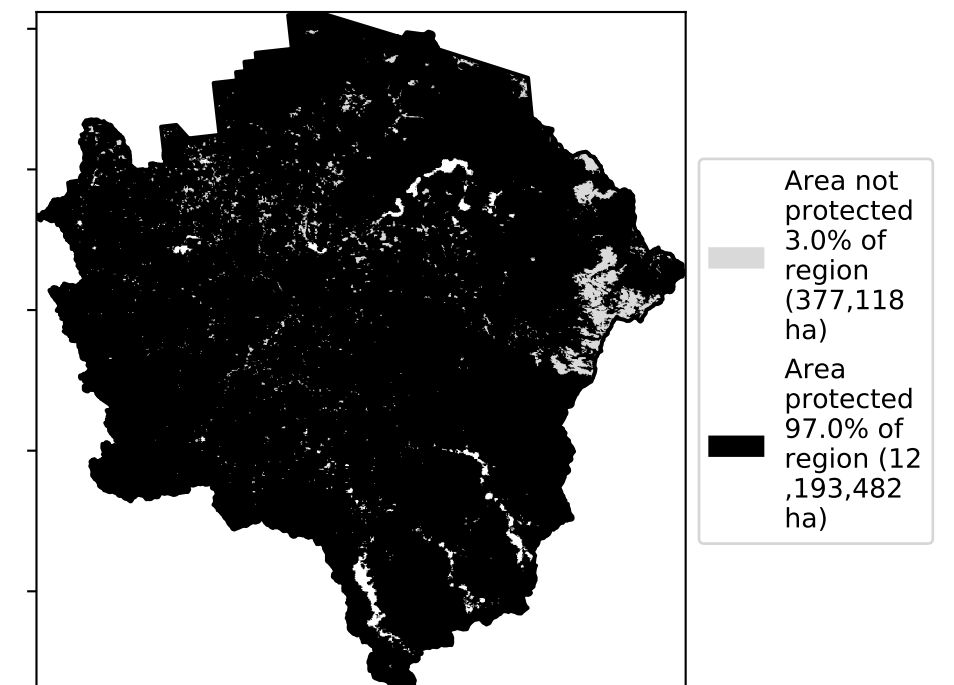 Area not
protected
3.0% of
region
(377,118
ha)
Area
protected
97.0% of
region (12
,193,482
ha)